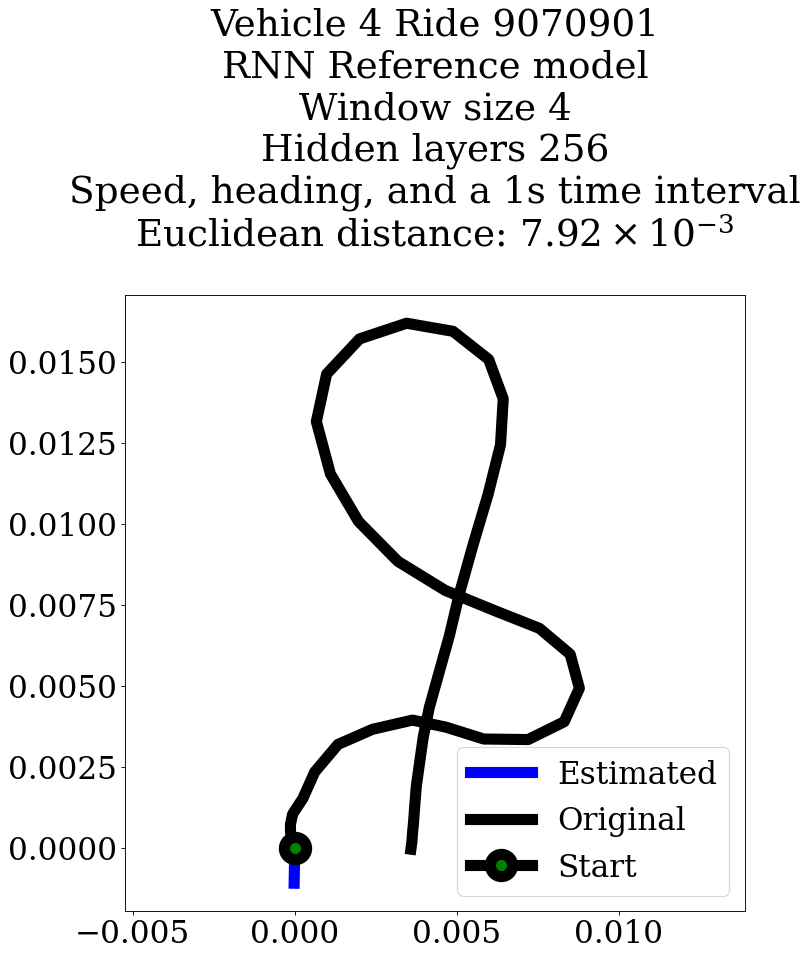 Vehicle 4 Ride 9070901
RNN Reference model
Window size 4
Hidden layers 256
Speed, heading, and a 1s time interval
Euclidean distance: 7.92 × 10⁻³
0.0150
0.0125
0.0100
0.0075
0.0050
0.0025
0.0000
Estimated
Original
Start
−0.005 0.000 0.005 0.010